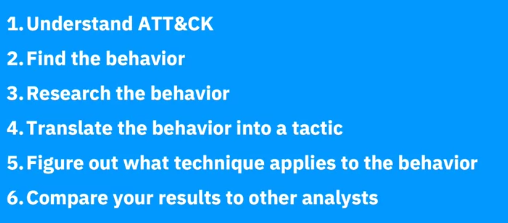 1. Understand ATT&CK
2. Find the behavior
3. Research the behavior
4. Translate the behavior into a tactic
5. Figure out what technique applies to the behavior
6. Compare your results to other analysts